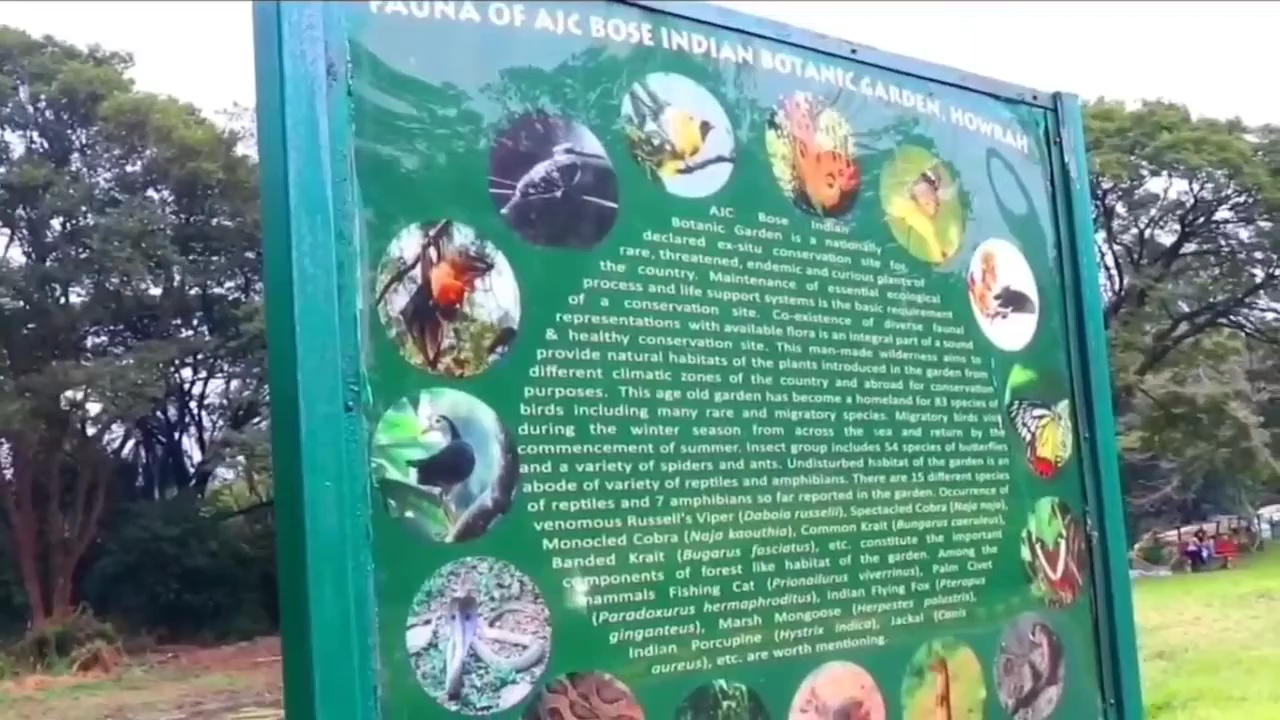 FAUNA OF AJC BOSE INDIAN BOTANIC GARDEN, HOWRAH
AJC Bose Indian
Botanic Garden is a nationally
declared ex-situ conservation site for
rare, threatened, endemic and curious plants of
the country. Maintenance of essential ecological
process and life support systems is the basic requirement
of a conservation site. Co-existence of diverse faunal
representations with available flora is an integral part of a sound
& healthy conservation site. This man-made wilderness aims to
provide natural habitats of the plants introduced in the garden from
different climatic zones of the country and abroad for conservation
purposes. This age old garden has become a homeland for 83 species of
birds including many rare and migratory species. Migratory birds visit
during the winter season from across the sea and return by the
commencement of summer. Insect group includes 54 species of butterflies
and a variety of spiders and ants. Undisturbed habitat of the garden is an
abode of variety of reptiles and amphibians. There are 15 different species
of reptiles and 7 amphibians so far reported in the garden. Occurrence of
venomous Russell's Viper (Daboia russelii), Spectacled Cobra (Naja naja),
Monocled Cobra (Naja kaouthia), Common Krait (Bungarus caeruleus),
Banded Krait (Bugarus fasciatus), etc. constitute the important
components of forest like habitat of the garden. Among the
mammals Fishing Cat (Prionailurus viverrinus), Palm Civet
(Paradoxurus hermaphroditus), Indian Flying Fox (Pteropus
ginganteus), Marsh Mongoose (Herpestes palustris),
Indian Porcupine (Hystrix indica), Jackal (Canis
aureus), etc. are worth mentioning.